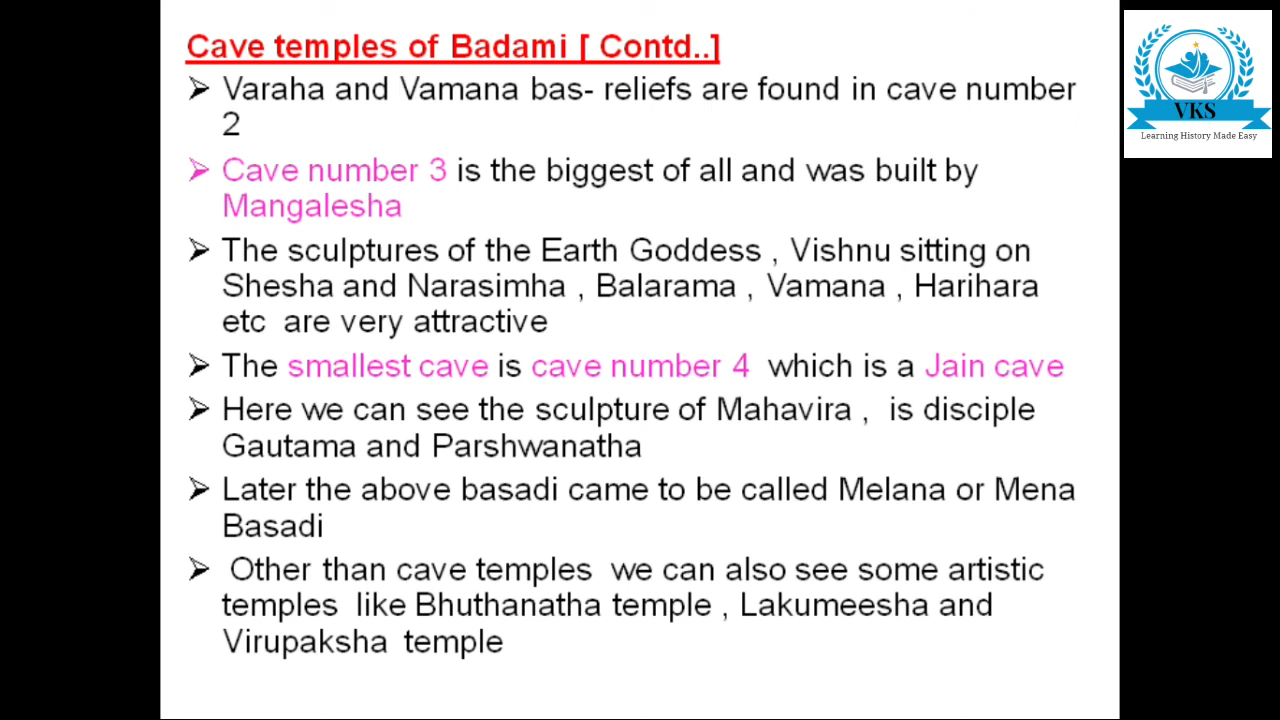 Cave temples of Badami [ Contd..]
➢ Varaha and Vamana bas- reliefs are found in cave number
2
➢ Cave number 3 is the biggest of all and was built by
Mangalesha
➢ The sculptures of the Earth Goddess , Vishnu sitting on
Shesha and Narasimha , Balarama , Vamana , Harihara
etc are very attractive
➢ The smallest cave is cave number 4 which is a Jain cave
➢ Here we can see the sculpture of Mahavira , is disciple
Gautama and Parshwanatha
➢ Later the above basadi came to be called Melana or Mena
Basadi
➢ Other than cave temples we can also see some artistic
temples like Bhuthanatha temple , Lakumeesha and
Virupaksha temple
VKS
Learning History Made Easy